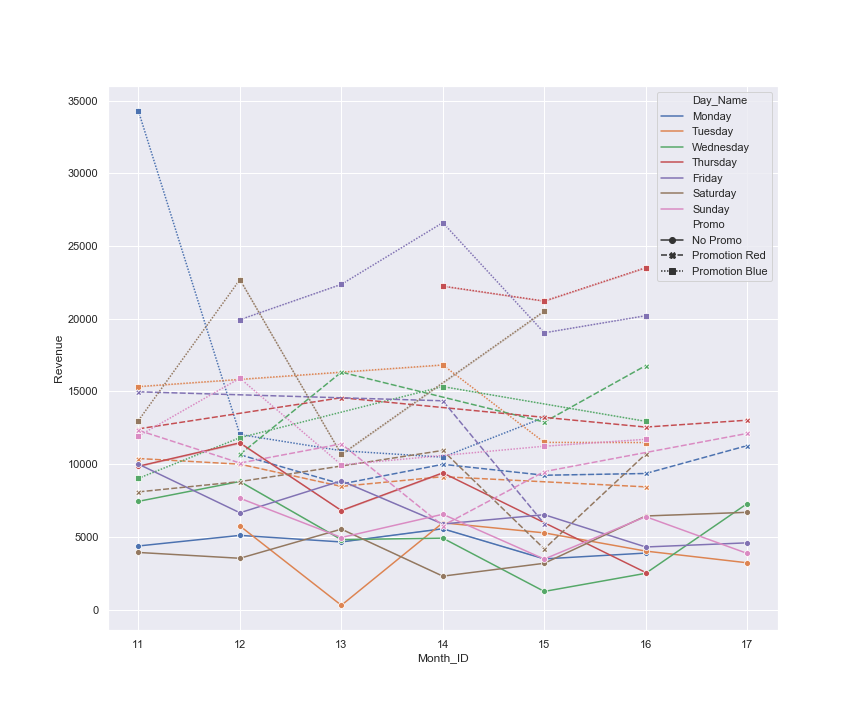 35000
30000
25000
20000
15000
10000
5000
0
Revenue
11 12 13 14 15 16 17
Month_ID
Day_Name
Monday
Tuesday
Wednesday
Thursday
Friday
Saturday
Sunday
Promo
No Promo
Promotion Red
Promotion Blue